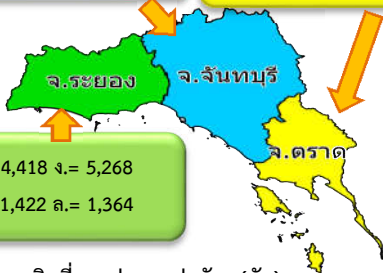 จ.ระยอง
จ.จันทบุรี
จ.ตราด
4,418 ง.= 5,268
1,422 ล.= 1,364